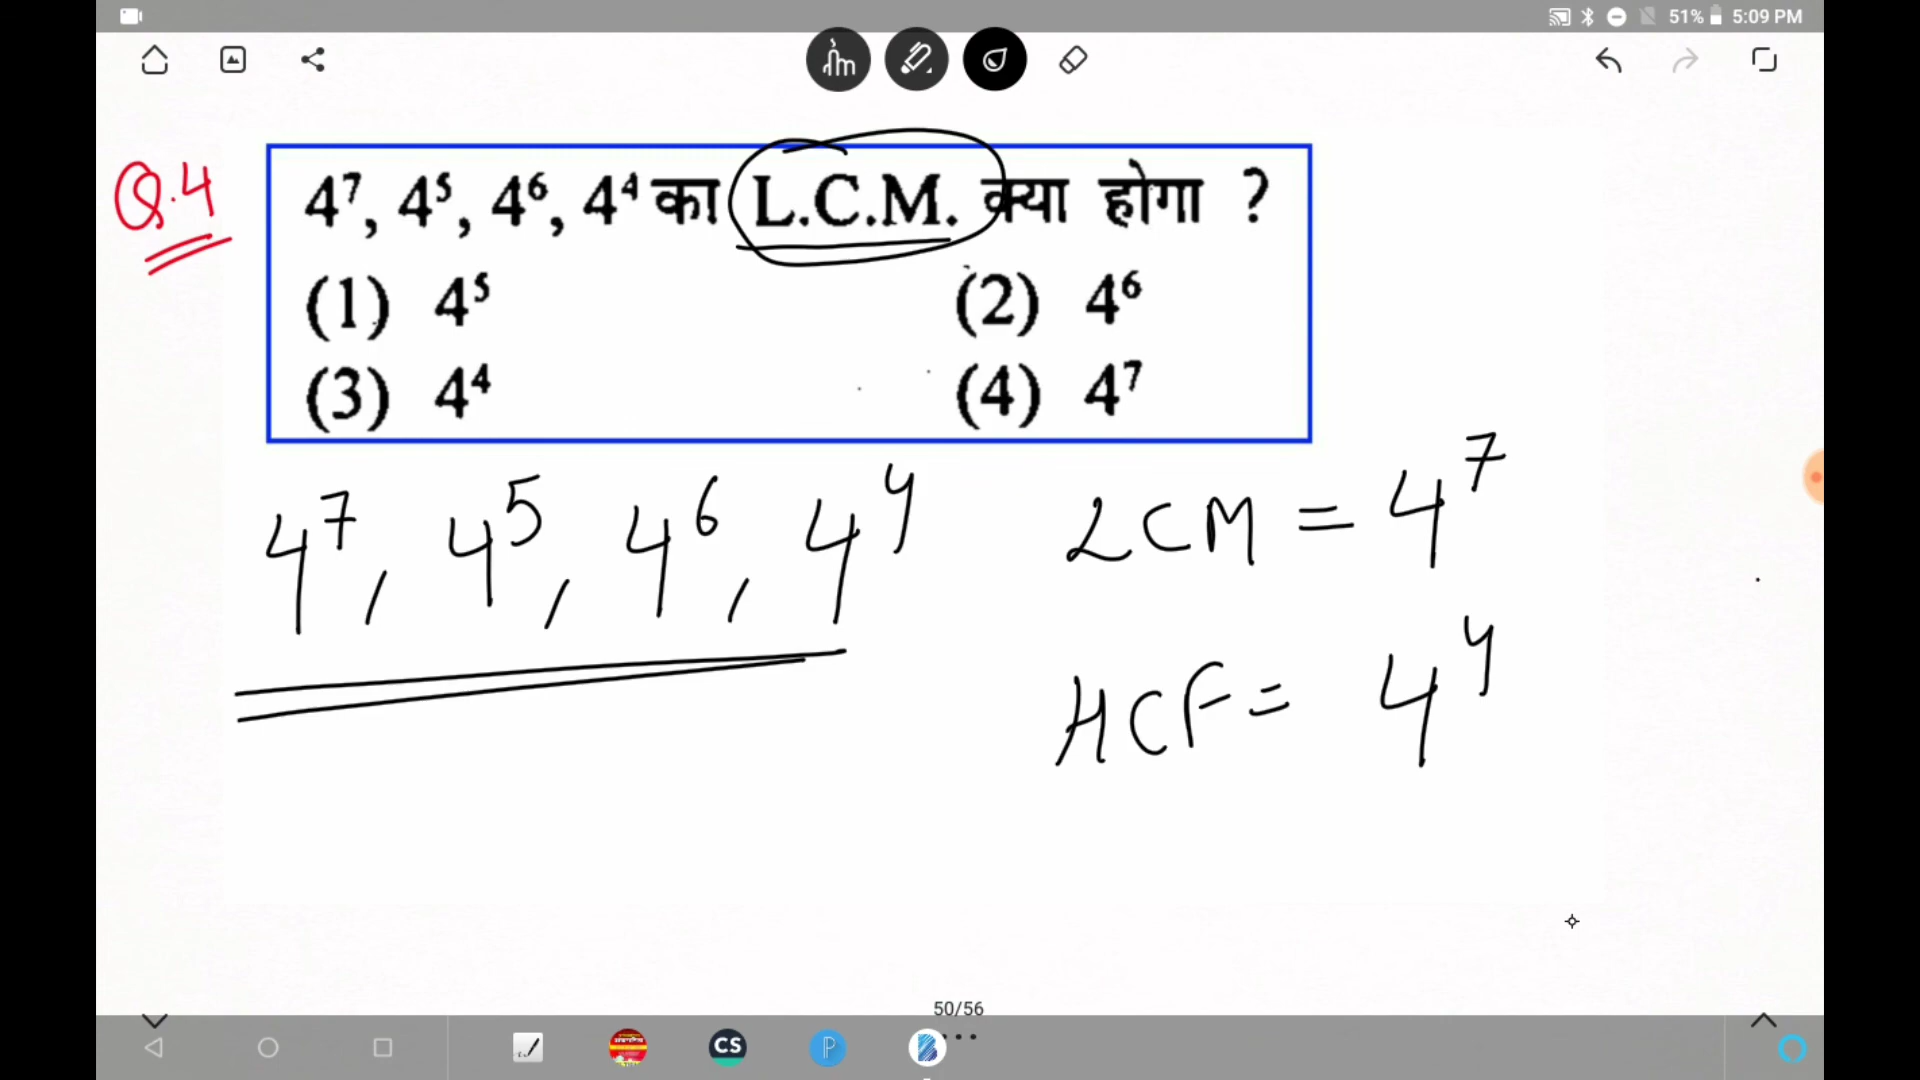 51% 5:09 PM
Q.4
4⁷, 4⁵, 4⁶, 4⁴ का L.C.M. क्या होगा ?
(1) 4⁵ (2) 4⁶
(3) 4⁴ (4) 4⁷
4⁷, 4⁵, 4⁶, 4⁴
LCM = 4⁷
HCF = 4⁴
50/56
CS